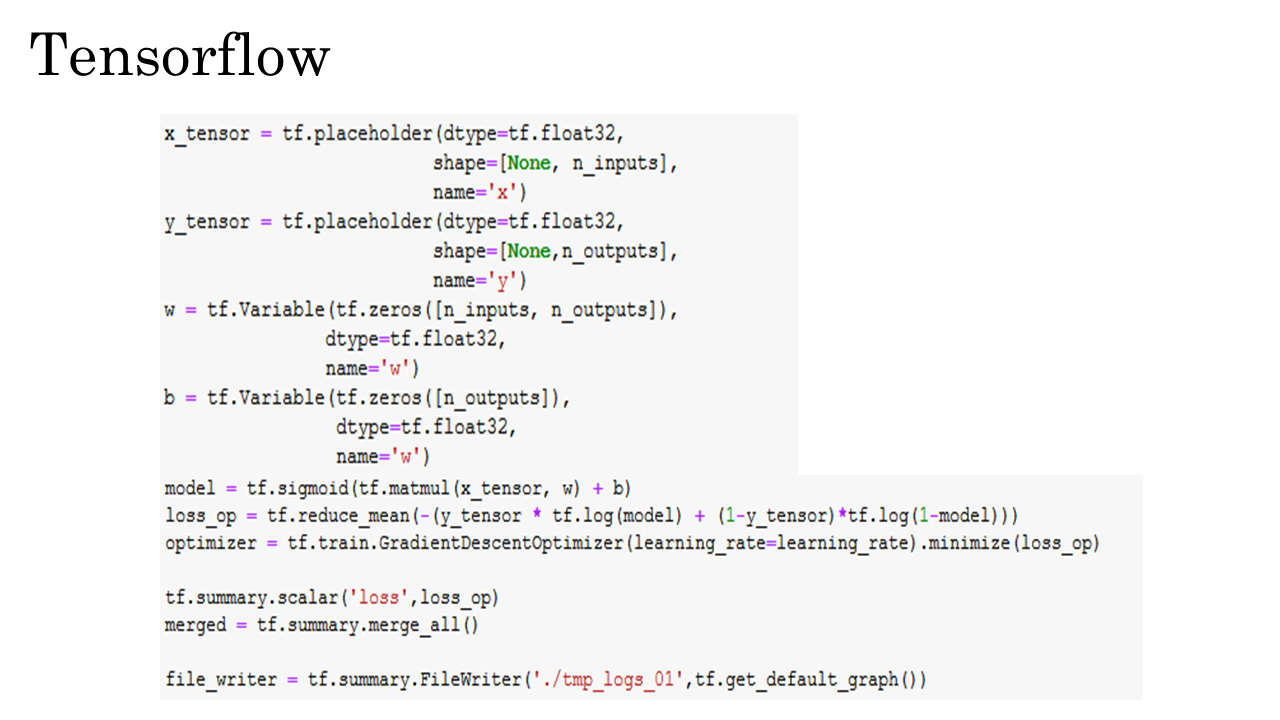 Tensorflow
x_tensor = tf.placeholder(dtype=tf.float32,
                         shape=[None, n_inputs],
                         name='x')
y_tensor = tf.placeholder(dtype=tf.float32,
                         shape=[None,n_outputs],
                         name='y')
w = tf.Variable(tf.zeros([n_inputs, n_outputs]),
               dtype=tf.float32,
               name='w')
b = tf.Variable(tf.zeros([n_outputs]),
                dtype=tf.float32,
                name='w')
model = tf.sigmoid(tf.matmul(x_tensor, w) + b)
loss_op = tf.reduce_mean(-(y_tensor * tf.log(model) + (1-y_tensor)*tf.log(1-model)))
optimizer = tf.train.GradientDescentOptimizer(learning_rate=learning_rate).minimize(loss_op)
tf.summary.scalar('loss',loss_op)
merged = tf.summary.merge_all()
file_writer = tf.summary.FileWriter('./tmp_logs_01',tf.get_default_graph())